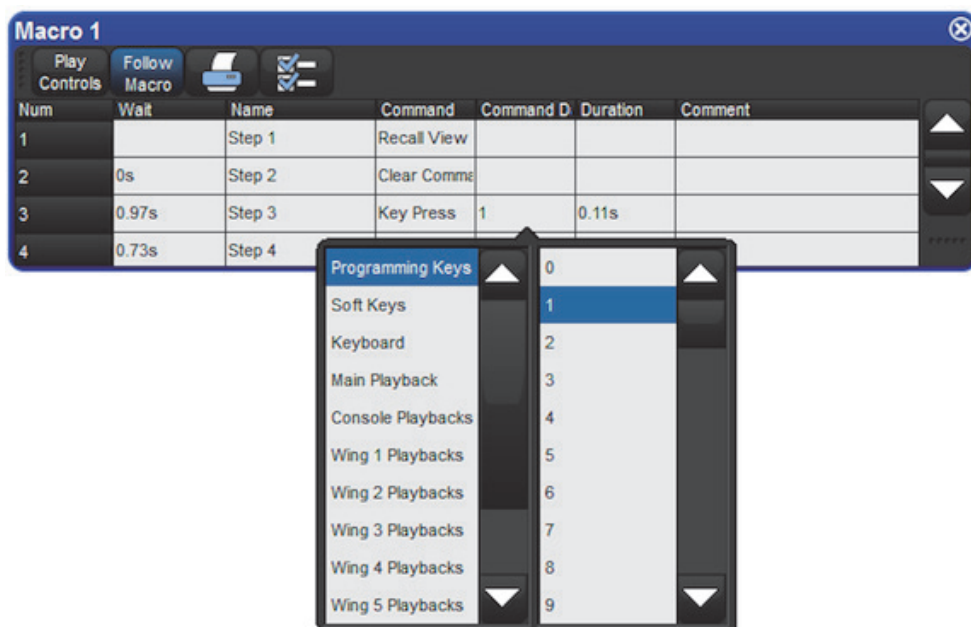 Macro 1
Play Controls
Follow Macro
Num Wait Name Command Command D Duration Comment
1 Step 1 Recall View
2 0s Step 2 Clear Comma
3 0.97s Step 3 Key Press 1 0.11s
4 0.73s Step 4
Programming Keys 0
Soft Keys 1
Keyboard 2
Main Playback 3
Console Playbacks 4
Wing 1 Playbacks 5
Wing 2 Playbacks 6
Wing 3 Playbacks 7
Wing 4 Playbacks 8
Wing 5 Playbacks 9